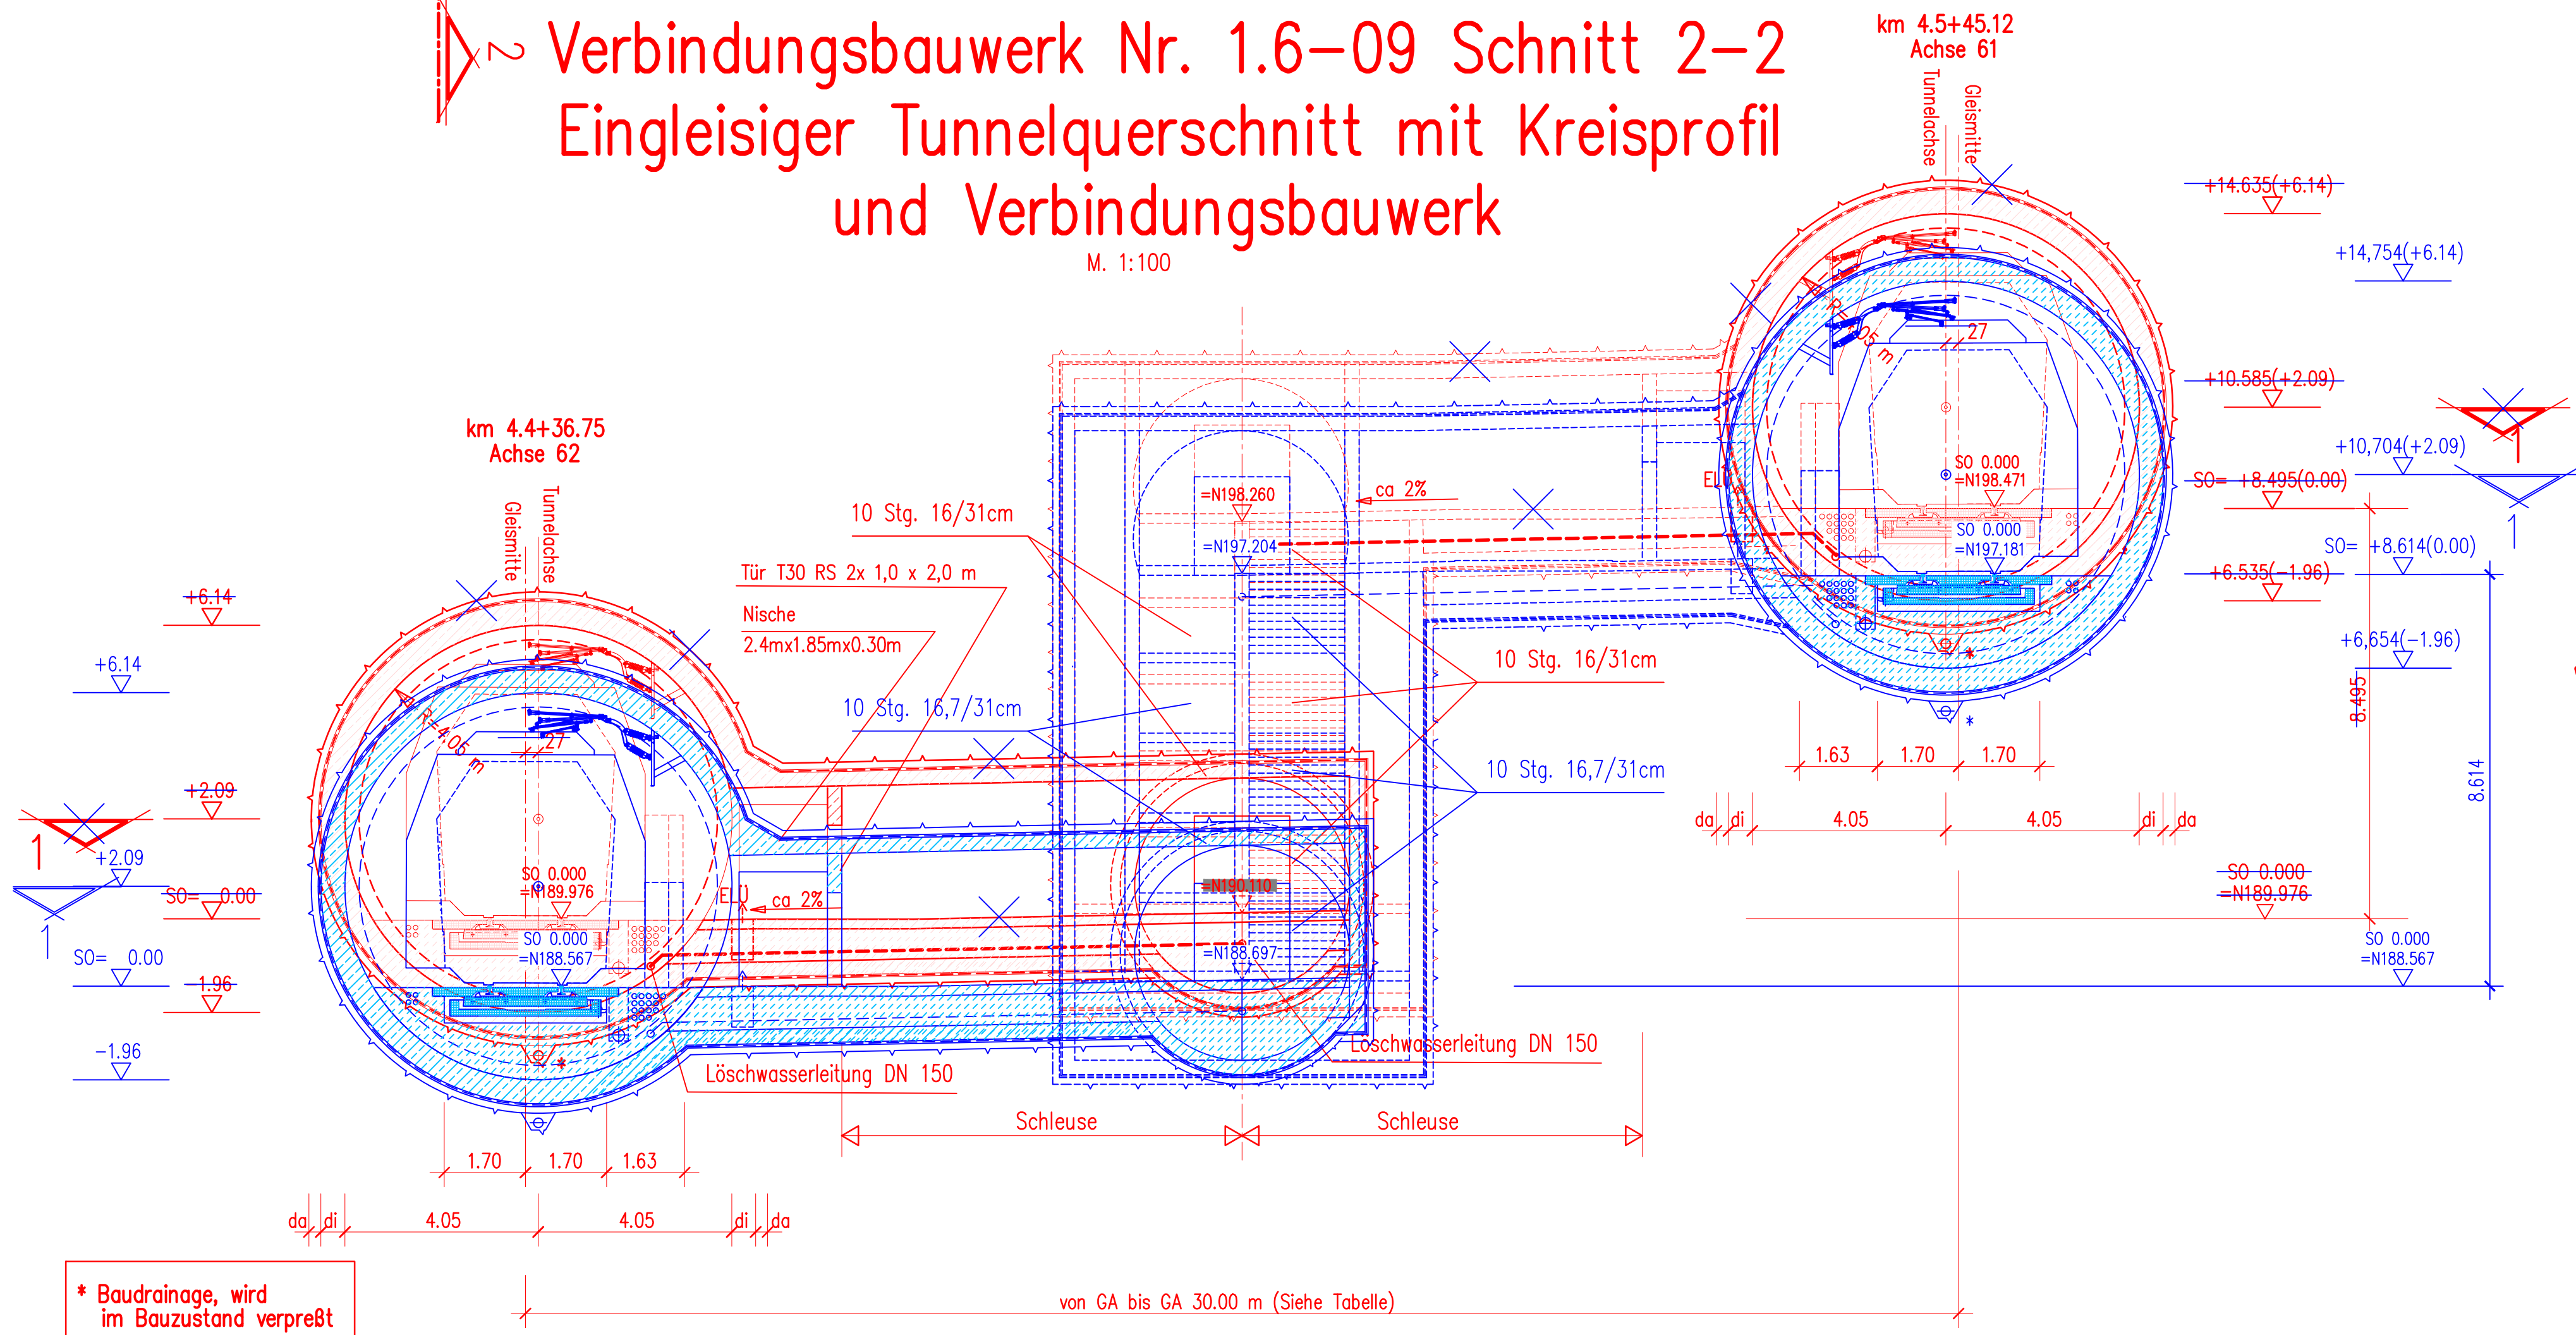 2
Verbindungsbauwerk Nr. 1.6-09 Schnitt 2-2
Eingleisiger Tunnelquerschnitt mit Kreisprofil
und Verbindungsbauwerk
M. 1:100
km 4.5+45.12
Achse 61
Tunnelachse
Gleismitte
+14.635(+6.14)
+14,754(+6.14)
27
+10.585(+2.09)
+10,704(+2.09)
1
SO 0.000
=N198.471
SO= +8.495(0.00)
1
SO 0.000
=N197.181
SO= +8.614(0.00)
+6.535(-1.96)
+6,654(-1.96)
8.495
*
*
1.63
1.70
1.70
8.614
da
di
4.05
4.05
di
da
SO 0.000
=N189.976
SO 0.000
=N188.567
km 4.4+36.75
Achse 62
Gleismitte
Tunnelachse
10 Stg. 16/31cm
=N198.260
ca 2%
=N197.204
Tür T30 RS 2x 1,0 x 2,0 m
Nische
2.4mx1.85mx0.30m
10 Stg. 16/31cm
10 Stg. 16,7/31cm
10 Stg. 16,7/31cm
+6.14
+6.14
R=4.05 m
27
+2.09
1
+2.09
SO= 0.00
1
SO= 0.00
-1.96
-1.96
SO 0.000
=N189.976
ELÜ
ca 2%
=N190.110
SO 0.000
=N188.567
=N188.697
*
Löschwasserleitung DN 150
Löschwasserleitung DN 150
Schleuse
Schleuse
1.70
1.70
1.63
da
di
4.05
4.05
di
da
* Baudrainage, wird
im Bauzustand verpreßt
von GA bis GA 30.00 m (Siehe Tabelle)